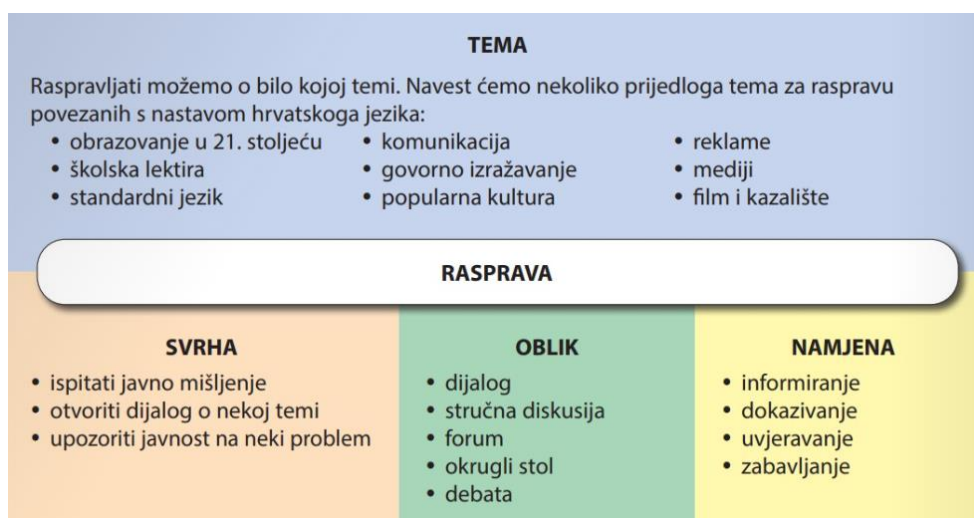 TEMA
Raspravljati možemo o bilo kojoj temi. Navest ćemo nekoliko prijedloga tema za raspravu
povezanih s nastavom hrvatskoga jezika:
• obrazovanje u 21. stoljeću
• školska lektira
• standardni jezik
• komunikacija
• govorno izražavanje
• popularna kultura
• reklame
• mediji
• film i kazalište
RASPRAVA
SVRHA
• ispitati javno mišljenje
• otvoriti dijalog o nekoj temi
• upozoriti javnost na neki problem
OBLIK
• dijalog
• stručna diskusija
• forum
• okrugli stol
• debata
NAMJENA
• informiranje
• dokazivanje
• uvjeravanje
• zabavljanje